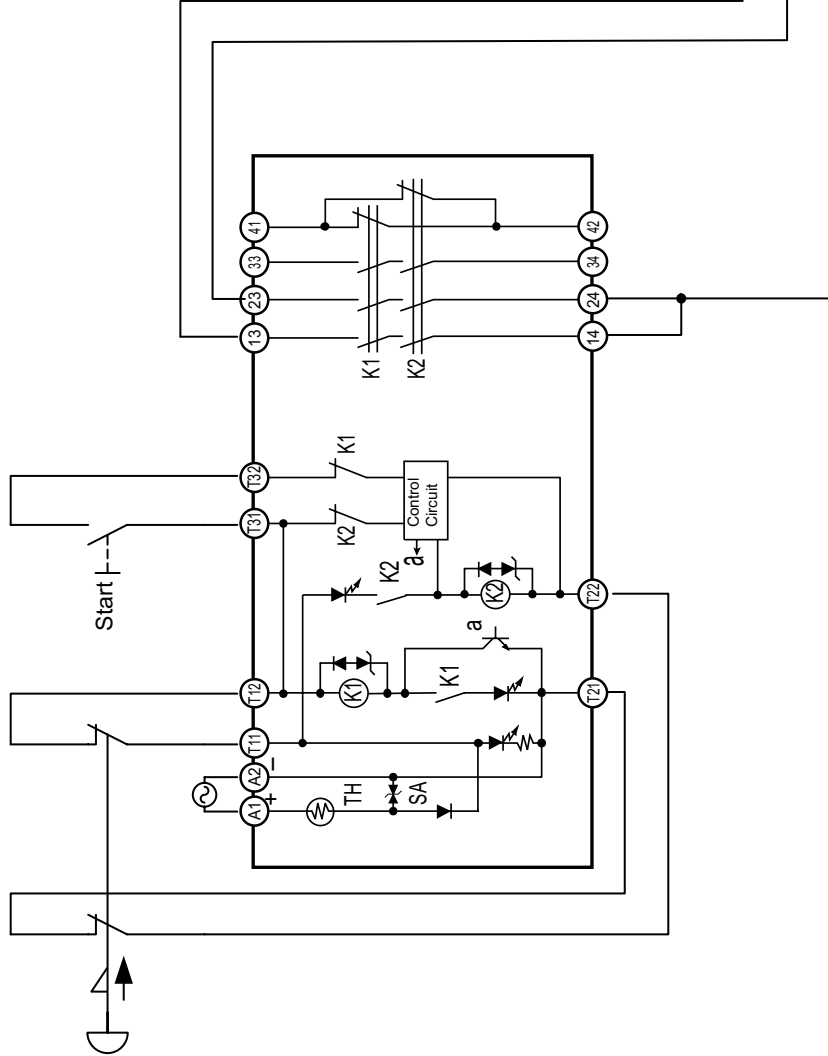 41
33
23
13
42
34
24
14
K1
K2
T32
T31
K1
K2
Control
Circuit
a
Start
K2
K2
T22
a
T12
K1
K1
T21
T11
A2
−
A1
+
TH
SA